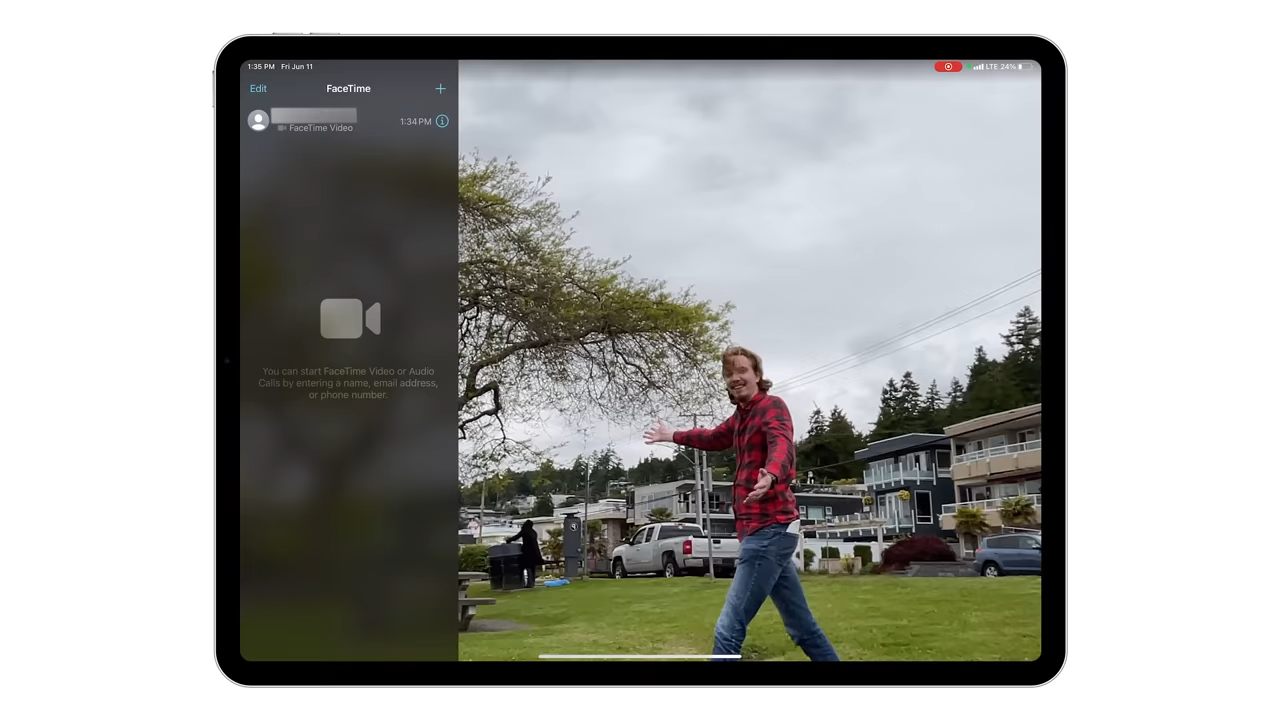 1:35 PM Fri Jun 11
LTE 24%
Edit
FaceTime
FaceTime Video
1:34 PM
You can start FaceTime Video or Audio
Calls by entering a name, email address,
or phone number.